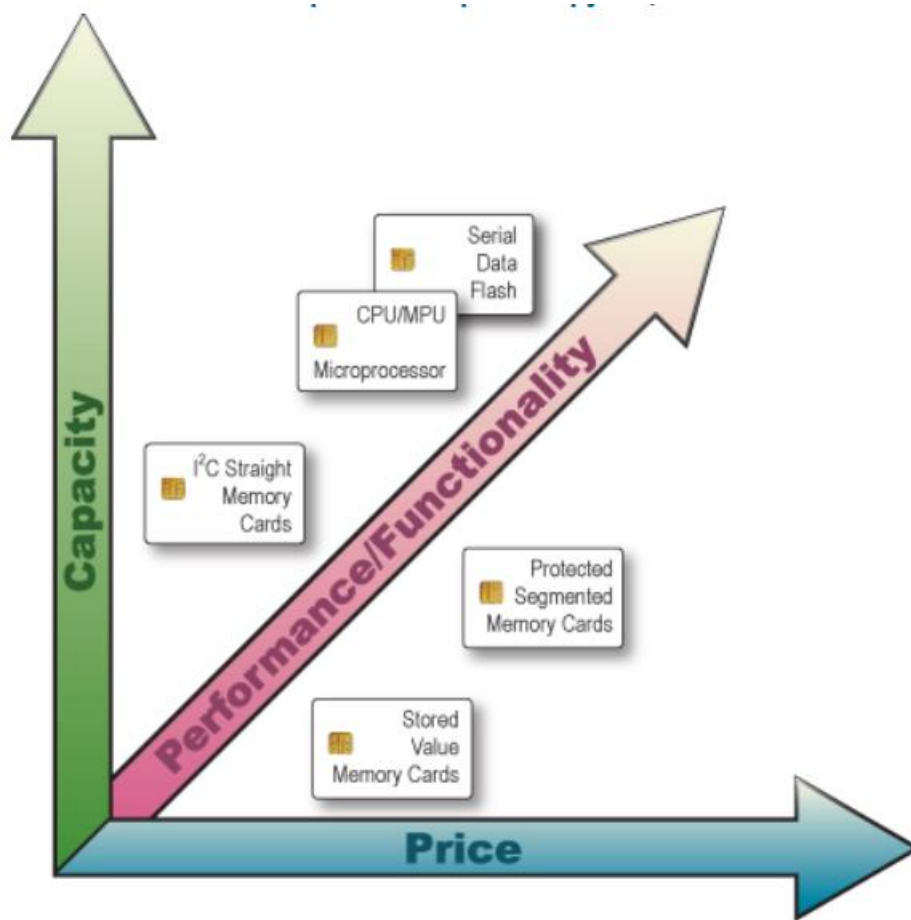 Serial
Data
Flash
CPU/MPU
Microprocessor
I²C Straight
Memory
Cards
Protected
Segmented
Memory Cards
Stored
Value
Memory Cards
Capacity
Performance/Functionality
Price